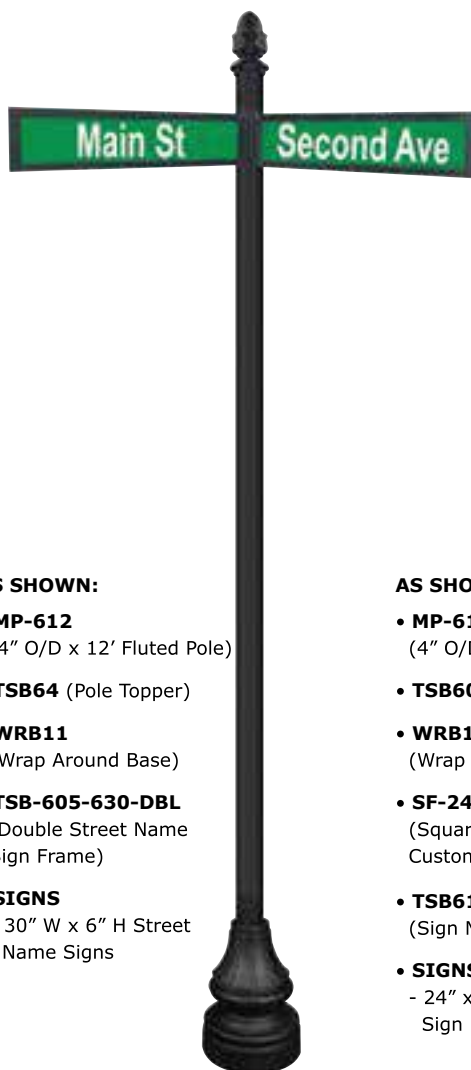 Main St
Second Ave
S SHOWN:
MP-612
4” O/D x 12’ Fluted Pole)
TSB64 (Pole Topper)
WRB11
Wrap Around Base)
TSB-605-630-DBL
Double Street Name
Sign Frame)
SIGNS
30” W x 6” H Street
Name Signs
AS SHO
• MP-61
(4” O/D
• TSB60
• WRB1
(Wrap
• SF-24
(Squar
Custon
• TSB61
(Sign M
• SIGNS
- 24” x
Sign